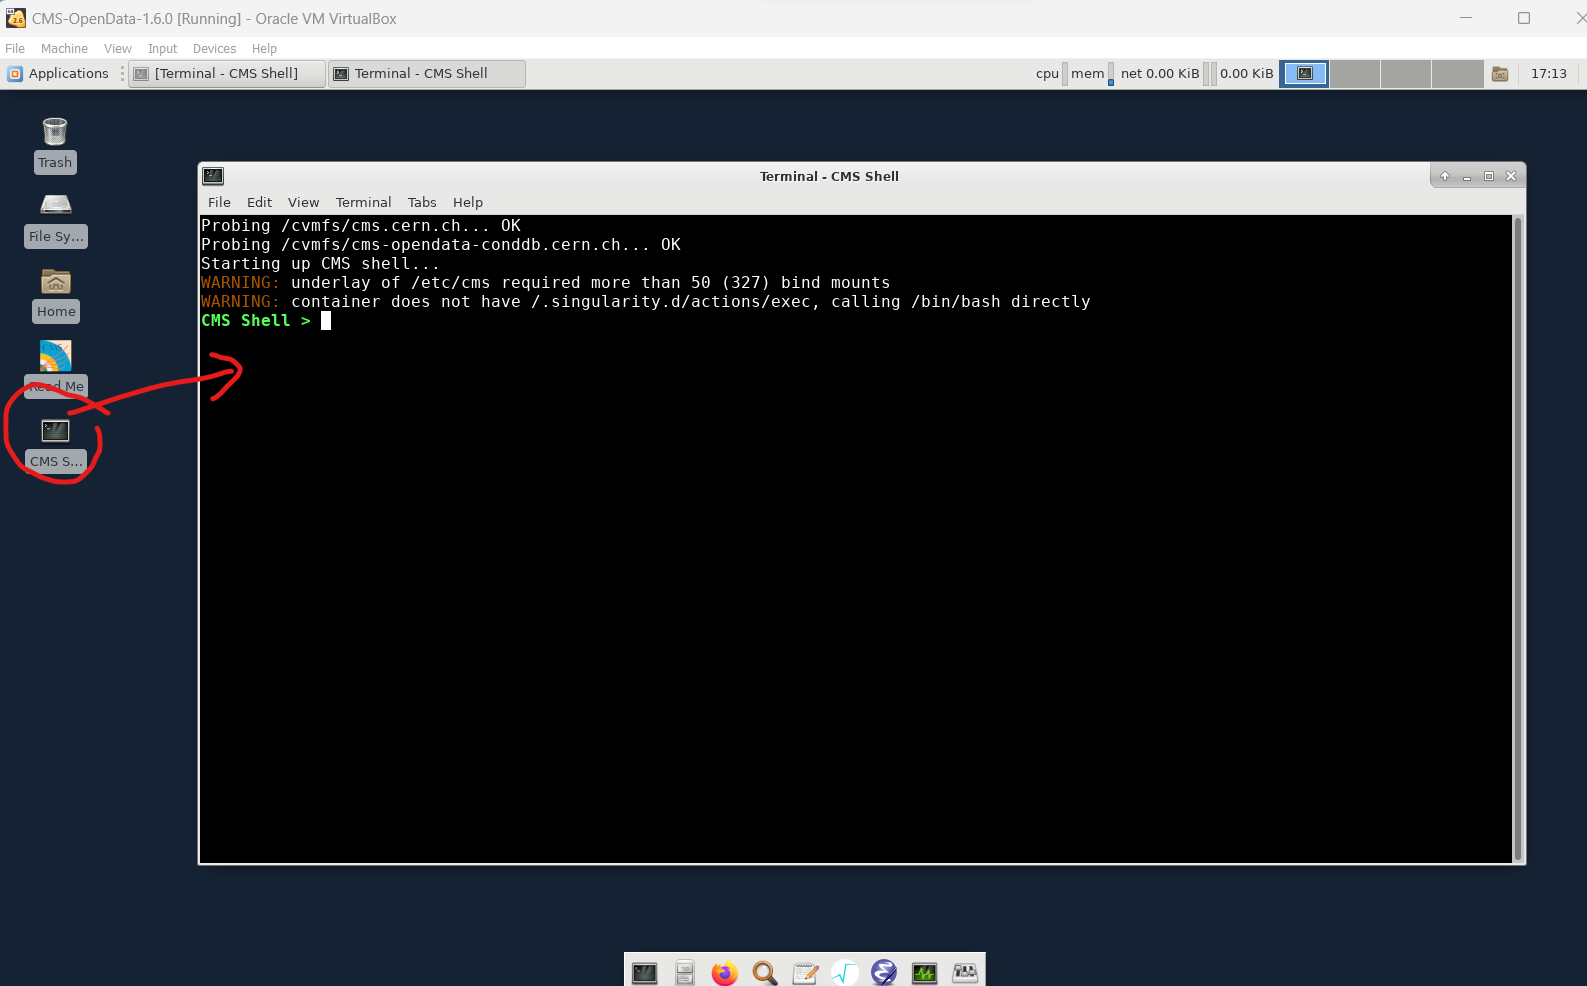 CMS-OpenData-1.6.0 [Running] - Oracle VM VirtualBox
File Machine View Input Devices Help
Applications [Terminal - CMS Shell] Terminal - CMS Shell cpu mem net 0.00 KiB 0.00 KiB 17:13
Trash
File Sy...
Home
Read Me
CMS S...
Terminal - CMS Shell
File Edit View Terminal Tabs Help
Probing /cvmfs/cms.cern.ch... OK
Probing /cvmfs/cms-opendata-conddb.cern.ch... OK
Starting up CMS shell...
WARNING: underlay of /etc/cms required more than 50 (327) bind mounts
WARNING: container does not have /.singularity.d/actions/exec, calling /bin/bash directly
CMS Shell >